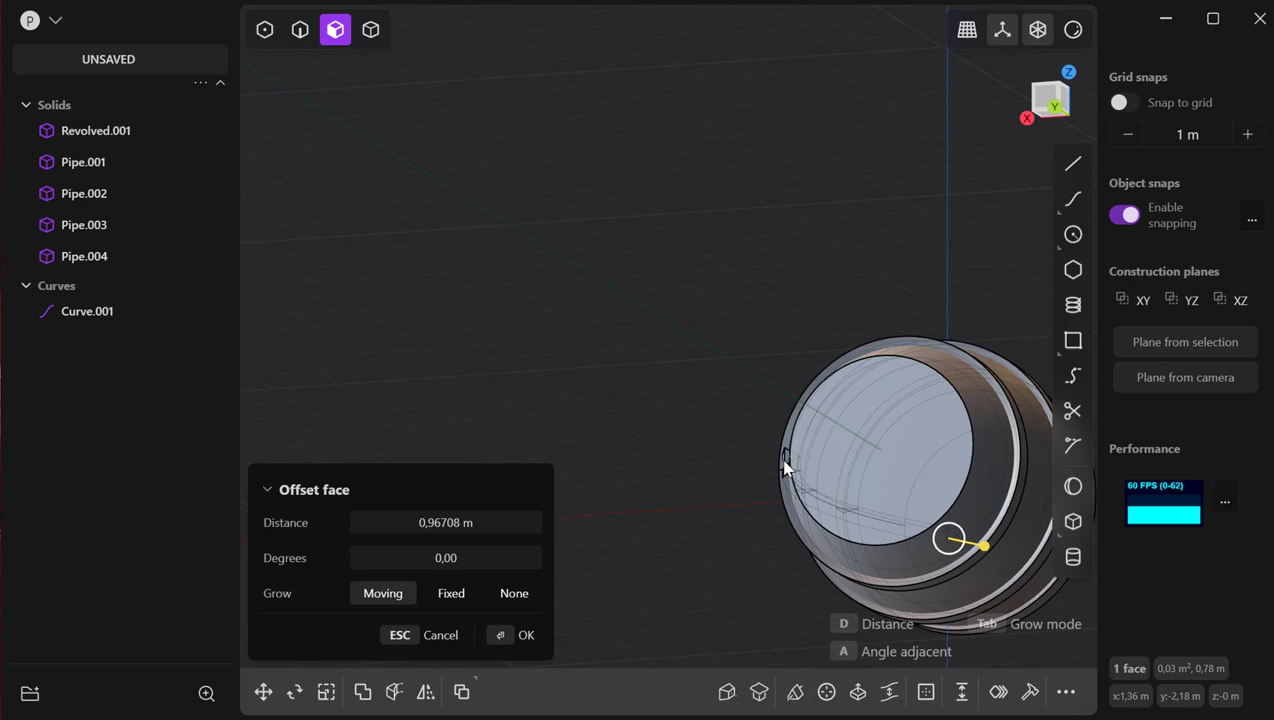 P
UNSAVED
...
Solids
Revolved.001
Pipe.001
Pipe.002
Pipe.003
Pipe.004
Curves
Curve.001
Z
Y
X
Offset face
Distance 0,96708 m
Degrees 0,00
Grow Moving Fixed None
ESC Cancel OK
D Distance Tab Grow mode
A Angle adjacent
Grid snaps
Snap to grid
− 1 m +
Object snaps
Enable
snapping ...
Construction planes
XY YZ XZ
Plane from selection
Plane from camera
Performance
60 FPS (0-62)
...
1 face 0,03 m², 0,78 m
x:1,36 m y:-2,18 m z:-0 m